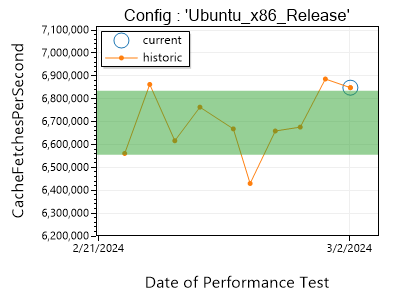 Config : 'Ubuntu_x86_Release'
7,100,000
7,000,000
6,900,000
6,800,000
6,700,000
6,600,000
6,500,000
6,400,000
6,300,000
6,200,000
current
historic
CacheFetchesPerSecond
2/21/2024
3/2/2024
Date of Performance Test